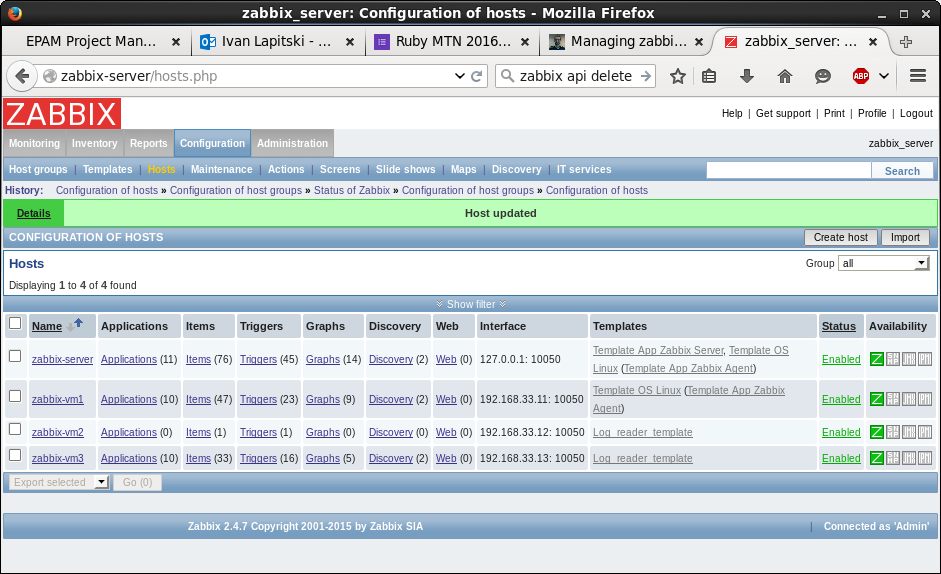 zabbix_server: Configuration of hosts - Mozilla Firefox
EPAM Project Man... Ivan Lapitski - ... Ruby MTN 2016... Managing zabbi... zabbix_server: ...
zabbix-server/hosts.php zabbix api delete ABP
ZABBIX
Help | Get support | Print | Profile | Logout
Monitoring Inventory Reports Configuration Administration zabbix_server
Host groups | Templates | Hosts | Maintenance | Actions | Screens | Slide shows | Maps | Discovery | IT services Search
History: Configuration of hosts » Configuration of host groups » Status of Zabbix » Configuration of host groups » Configuration of hosts
Details Host updated
CONFIGURATION OF HOSTS Create host Import
Hosts Group all
Displaying 1 to 4 of 4 found
Show filter
Name Applications Items Triggers Graphs Discovery Web Interface Templates Status Availability
zabbix-server Applications (11) Items (76) Triggers (45) Graphs (14) Discovery (2) Web (0) 127.0.0.1: 10050 Template App Zabbix Server, Template OS Linux (Template App Zabbix Agent) Enabled Z
zabbix-vm1 Applications (10) Items (47) Triggers (23) Graphs (9) Discovery (2) Web (0) 192.168.33.11: 10050 Template OS Linux (Template App Zabbix Agent) Enabled Z
zabbix-vm2 Applications (0) Items (1) Triggers (1) Graphs (0) Discovery (0) Web (0) 192.168.33.12: 10050 Log_reader_template Enabled Z
zabbix-vm3 Applications (10) Items (33) Triggers (16) Graphs (5) Discovery (2) Web (0) 192.168.33.13: 10050 Log_reader_template Enabled Z
Export selected Go (0)
Zabbix 2.4.7 Copyright 2001-2015 by Zabbix SIA | Connected as 'Admin'